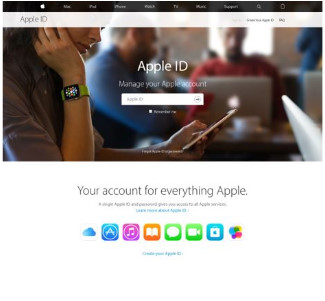 Mac iPad iPhone Watch TV Music Support
Apple ID
Create Your Apple ID FAQ
Apple ID
Manage your Apple account
Apple ID
Remember me
Forgot Apple ID or password?
Your account for everything Apple.
A single Apple ID and password gives you access to all Apple services.
Learn more about Apple ID ›
Create your Apple ID ›